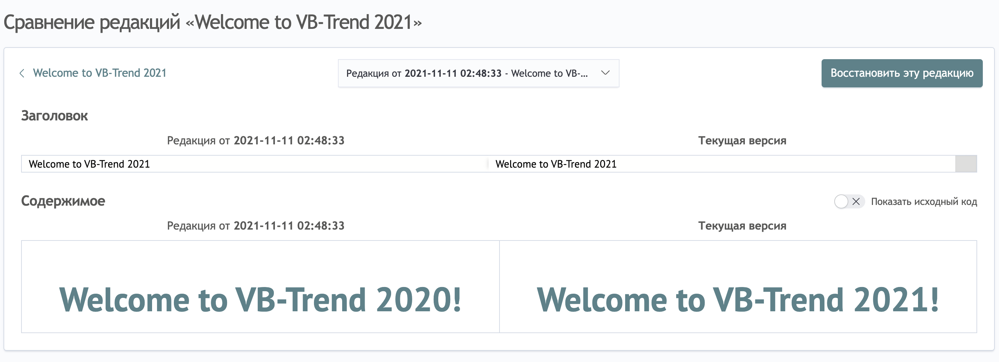 Сравнение редакций «Welcome to VB-Trend 2021»
Welcome to VB-Trend 2021
Редакция от 2021-11-11 02:48:33 - Welcome to VB-...
Восстановить эту редакцию
Заголовок
Редакция от 2021-11-11 02:48:33
Текущая версия
Welcome to VB-Trend 2021
Welcome to VB-Trend 2021
Содержимое
Показать исходный код
Редакция от 2021-11-11 02:48:33
Текущая версия
Welcome to VB-Trend 2020!
Welcome to VB-Trend 2021!